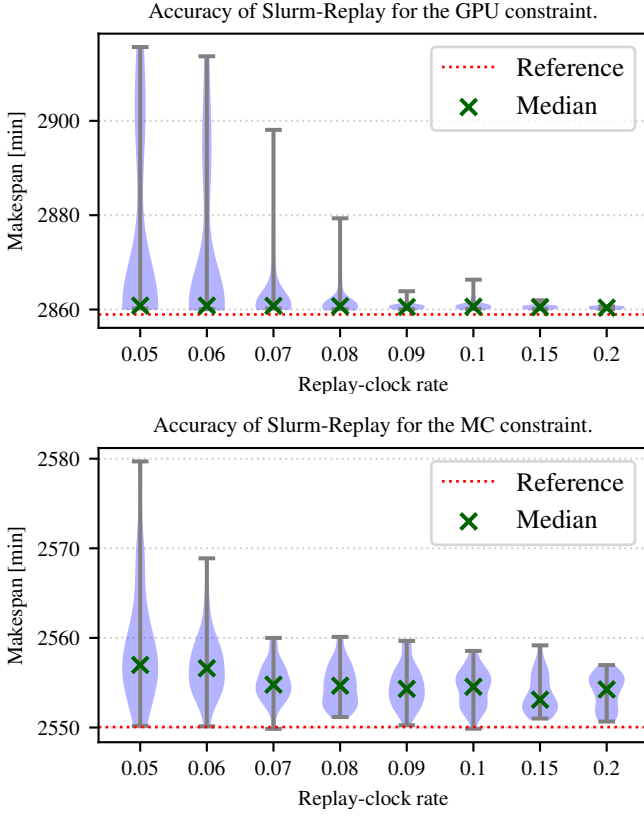 Accuracy of Slurm-Replay for the GPU constraint.
Reference
Median
Makespan [min]
2900
2880
2860
0.05 0.06 0.07 0.08 0.09 0.1 0.15 0.2
Replay-clock rate
Accuracy of Slurm-Replay for the MC constraint.
Reference
Median
Makespan [min]
2580
2570
2560
2550
0.05 0.06 0.07 0.08 0.09 0.1 0.15 0.2
Replay-clock rate